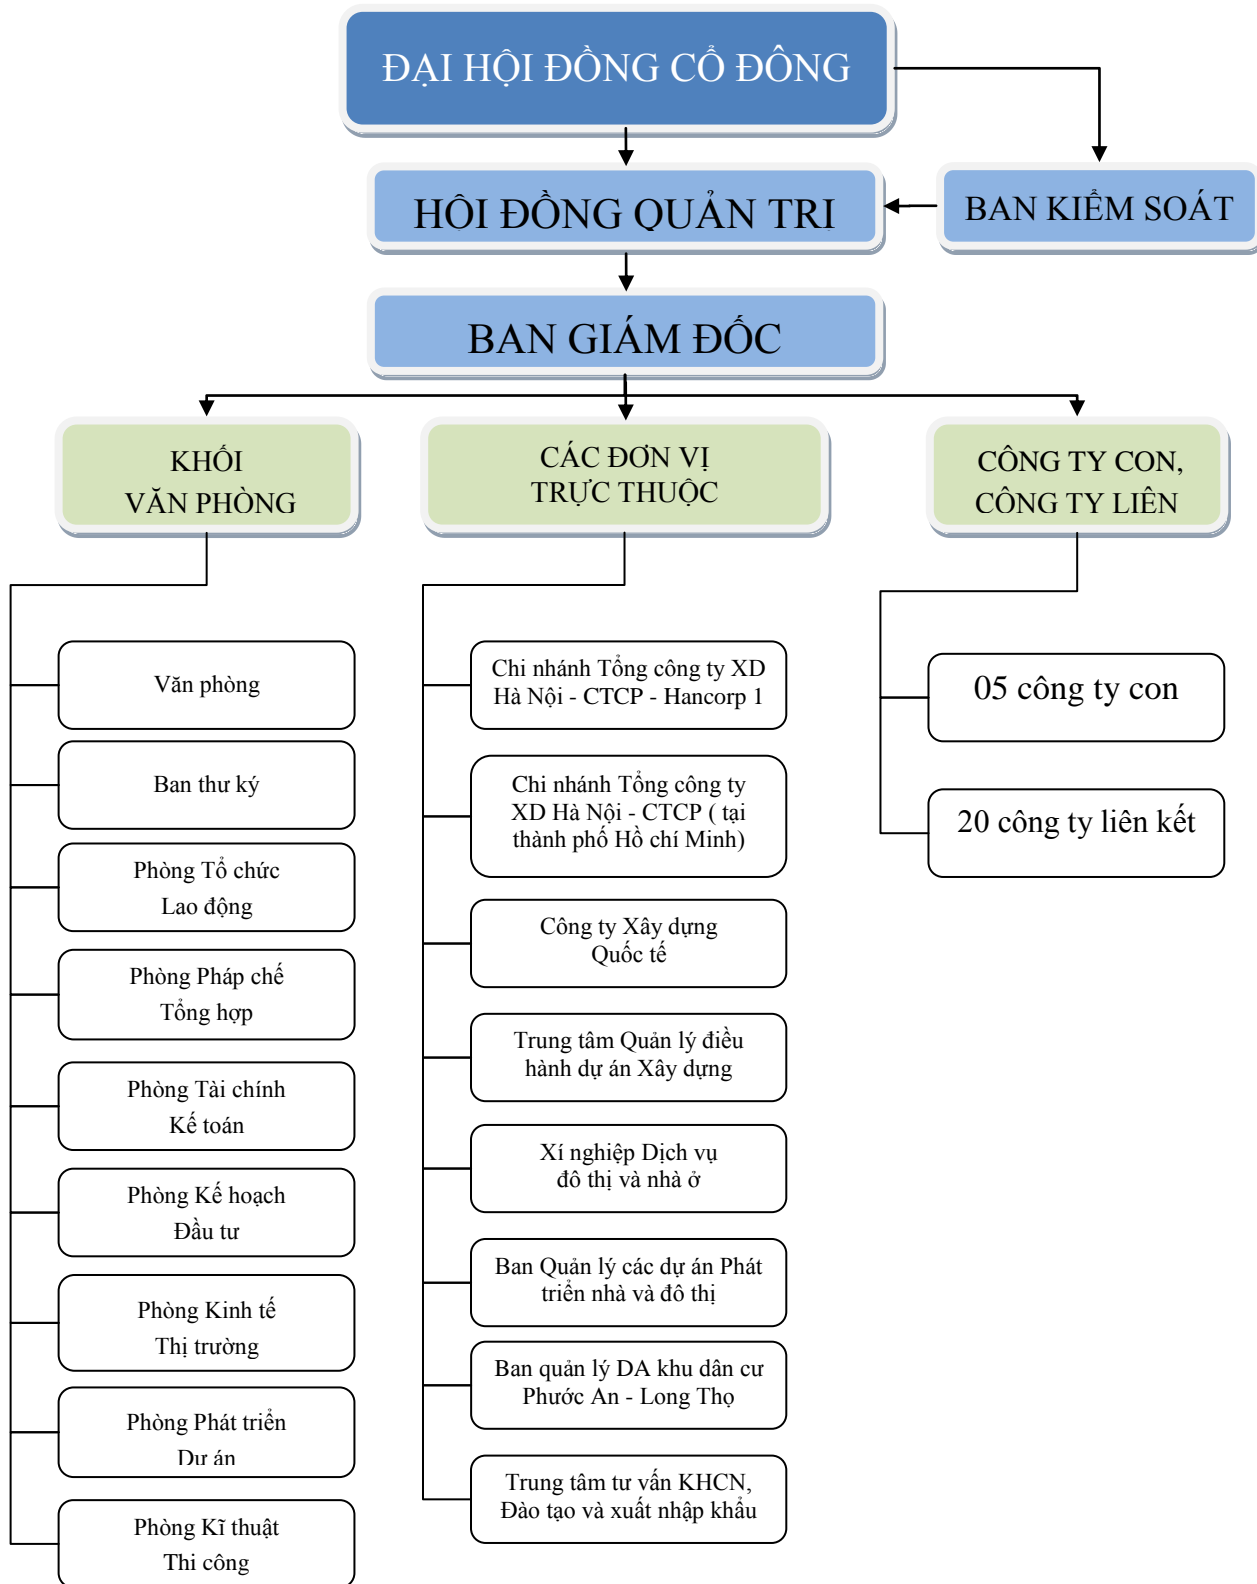 ĐẠI HỘI ĐỒNG CỔ ĐÔNG
HÔI ĐỒNG QUẢN TRI
BAN KIỂM SOÁT
BAN GIÁM ĐỐC
KHỐI
VĂN PHÒNG
CÁC ĐƠN VỊ
TRỰC THUỘC
CÔNG TY CON,
CÔNG TY LIÊN
Văn phòng
Ban thư ký
Phòng Tổ chức
Lao động
Phòng Pháp chế
Tổng hợp
Phòng Tài chính
Kế toán
Phòng Kế hoạch
Đầu tư
Phòng Kinh tế
Thị trường
Phòng Phát triển
Dư án
Phòng Kĩ thuật
Thi công
Chi nhánh Tổng công ty XD
Hà Nội - CTCP - Hancorp 1
Chi nhánh Tổng công ty
XD Hà Nội - CTCP ( tại
thành phố Hồ chí Minh)
Công ty Xây dựng
Quốc tế
Trung tâm Quản lý điều
hành dự án Xây dựng
Xí nghiệp Dịch vụ
đô thị và nhà ở
Ban Quản lý các dự án Phát
triển nhà và đô thị
Ban quản lý DA khu dân cư
Phước An - Long Thọ
Trung tâm tư vấn KHCN,
Đào tạo và xuất nhập khẩu
05 công ty con
20 công ty liên kết